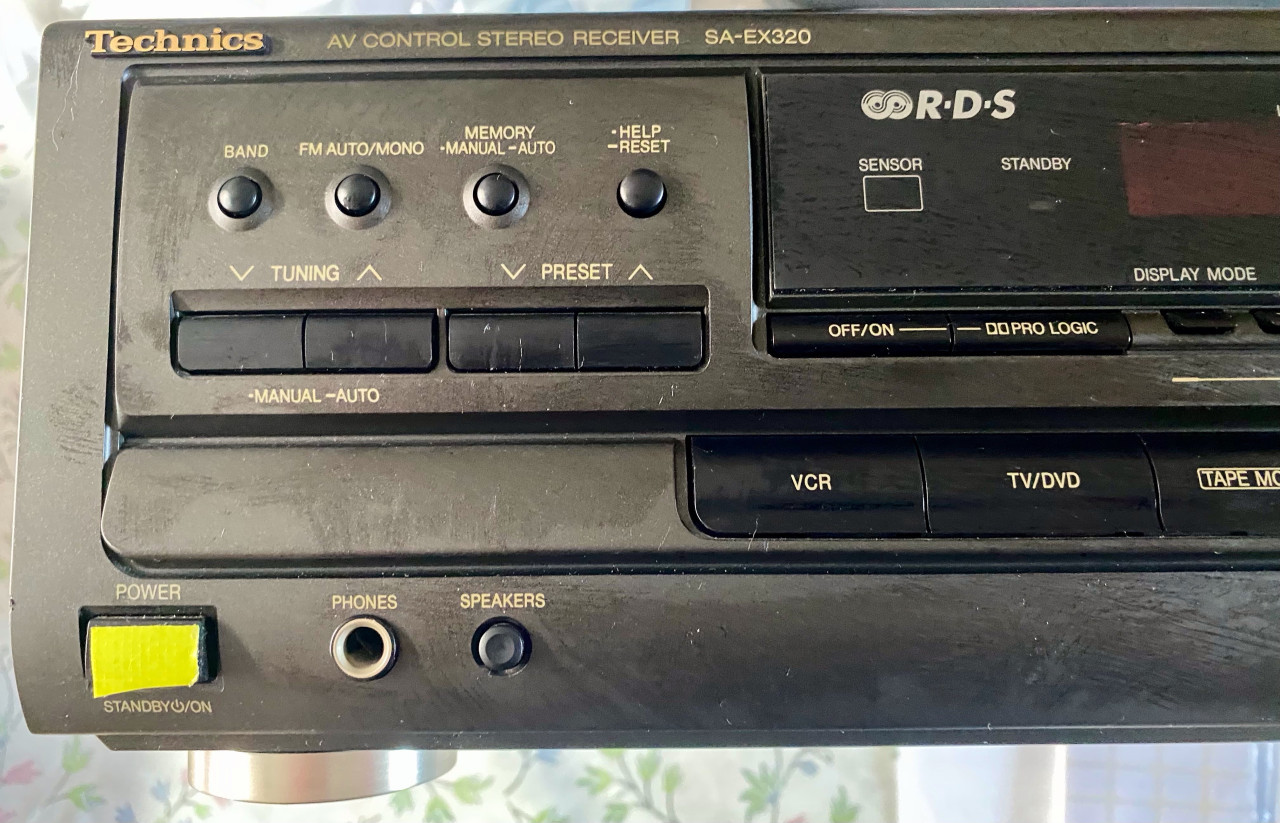 Technics
AV CONTROL STEREO RECEIVER SA-EX320
R·D·S
BAND
FM AUTO/MONO
MEMORY
•MANUAL –AUTO
•HELP
–RESET
SENSOR
STANDBY
TUNING
PRESET
DISPLAY MODE
OFF/ON
PRO LOGIC
•MANUAL –AUTO
VCR
TV/DVD
TAPE
POWER
PHONES
SPEAKERS
STANDBY⏻/ON